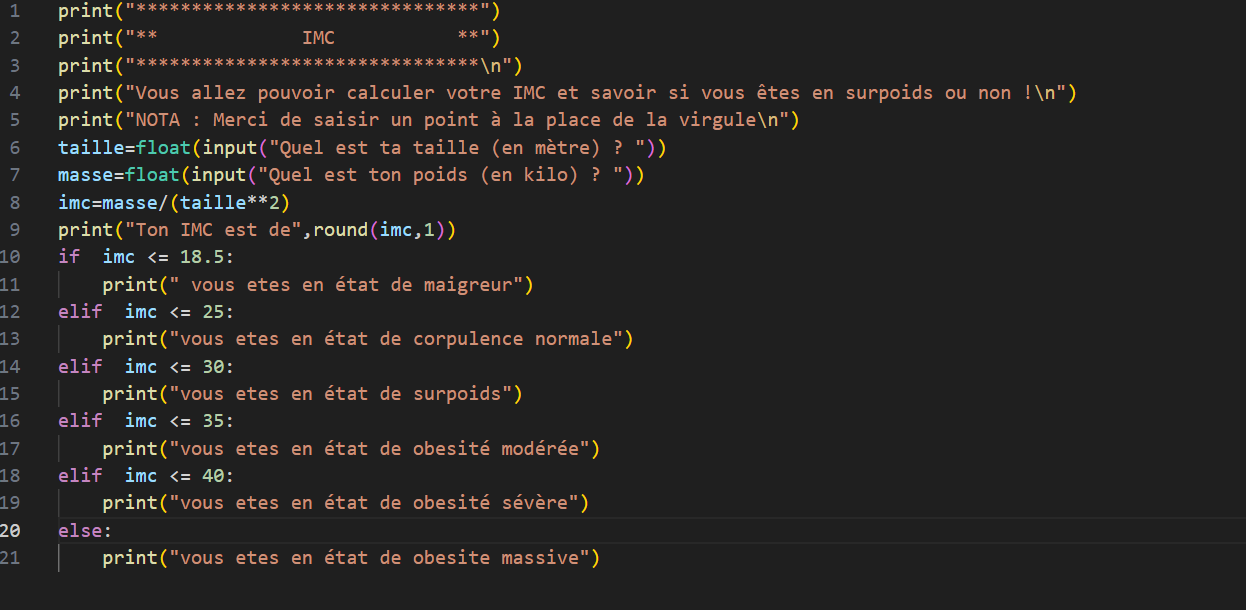 1 print("*******************************")
2 print("**             IMC           **")
3 print("*******************************\n")
4 print("Vous allez pouvoir calculer votre IMC et savoir si vous êtes en surpoids ou non !\n")
5 print("NOTA : Merci de saisir un point à la place de la virgule\n")
6 taille=float(input("Quel est ta taille (en mètre) ? "))
7 masse=float(input("Quel est ton poids (en kilo) ? "))
8 imc=masse/(taille**2)
9 print("Ton IMC est de",round(imc,1))
10 if  imc <= 18.5:
11     print(" vous etes en état de maigreur")
12 elif  imc <= 25:
13     print("vous etes en état de corpulence normale")
14 elif  imc <= 30:
15     print("vous etes en état de surpoids")
16 elif  imc <= 35:
17     print("vous etes en état de obesité modérée")
18 elif  imc <= 40:
19     print("vous etes en état de obesité sévère")
20 else:
21     print("vous etes en état de obesite massive")